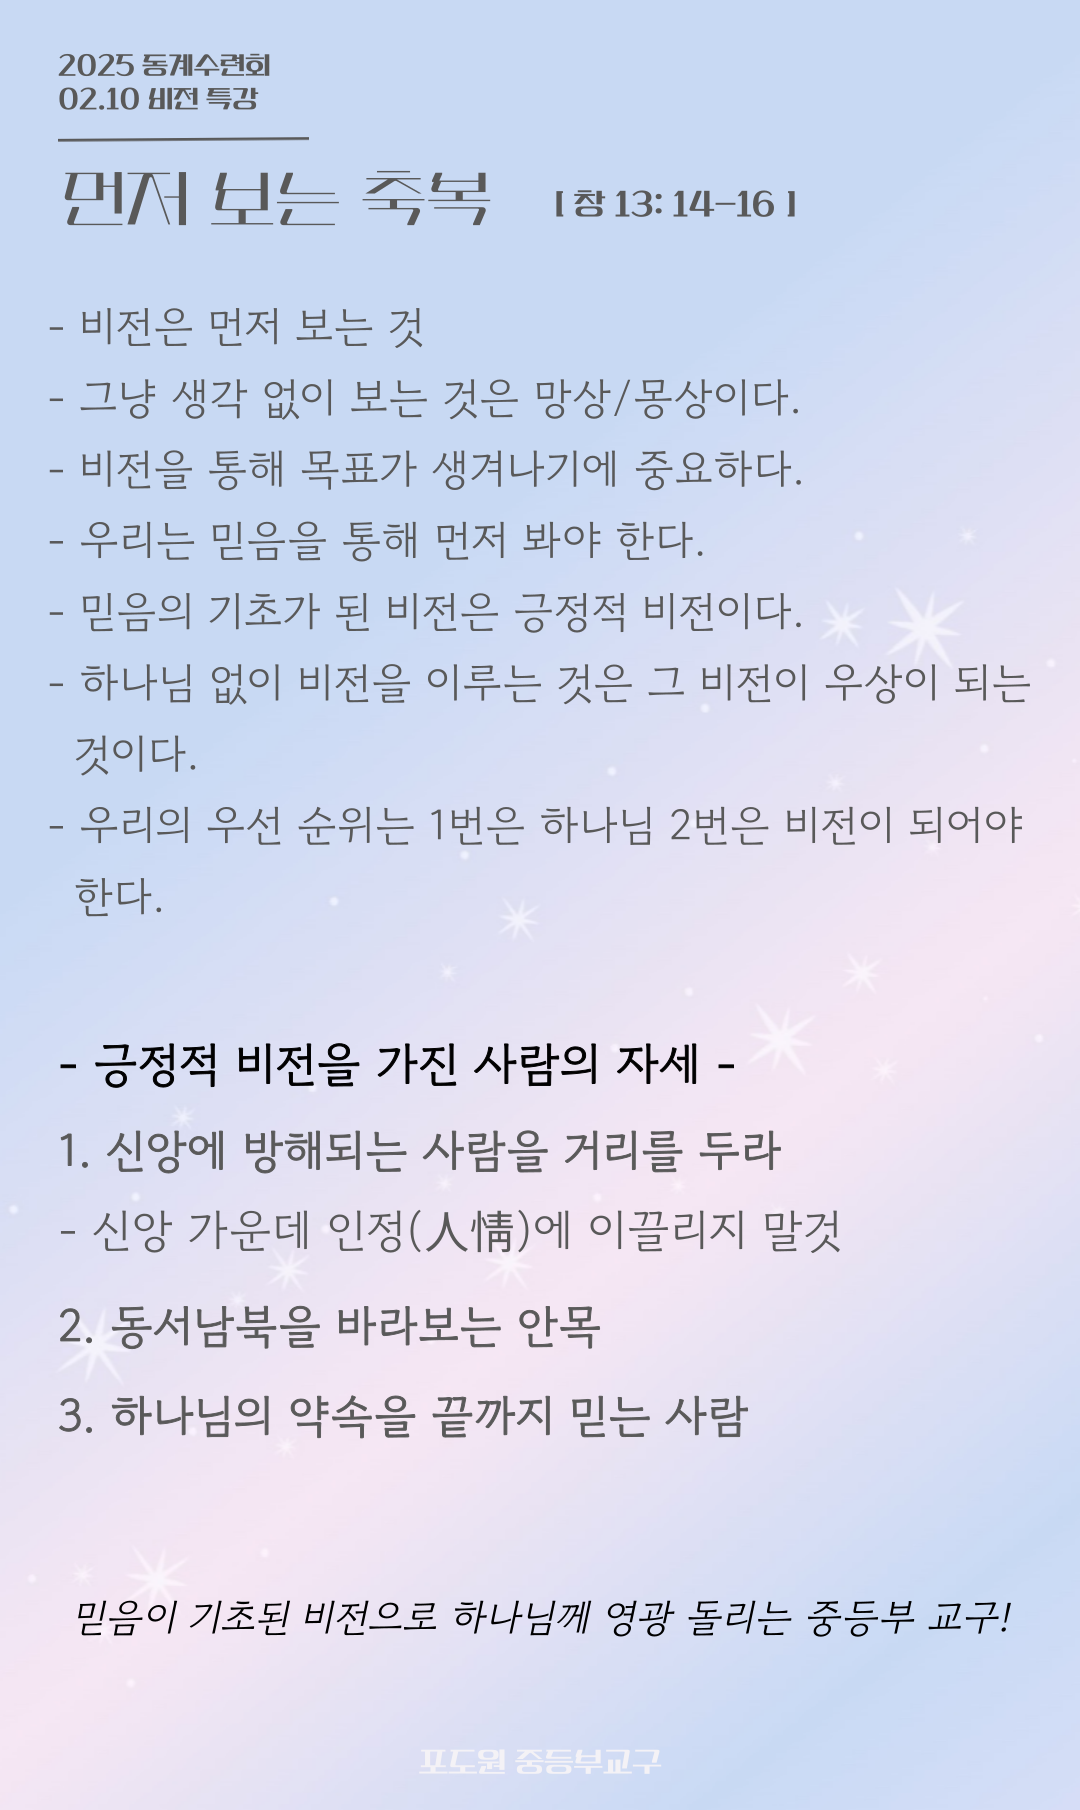 2025 동계수련회
02.10 비전 특강
먼저 보는 축복 [ 창 13: 14-16 ]
- 비전은 먼저 보는 것
- 그냥 생각 없이 보는 것은 망상/몽상이다.
- 비전을 통해 목표가 생겨나기에 중요하다.
- 우리는 믿음을 통해 먼저 봐야 한다.
- 믿음의 기초가 된 비전은 긍정적 비전이다.
- 하나님 없이 비전을 이루는 것은 그 비전이 우상이 되는
것이다.
- 우리의 우선 순위는 1번은 하나님 2번은 비전이 되어야
한다.
- 긍정적 비전을 가진 사람의 자세 -
1. 신앙에 방해되는 사람을 거리를 두라
- 신앙 가운데 인정(人情)에 이끌리지 말것
2. 동서남북을 바라보는 안목
3. 하나님의 약속을 끝까지 믿는 사람
믿음이 기초된 비전으로 하나님께 영광 돌리는 중등부 교구!
포도원 중등부교구